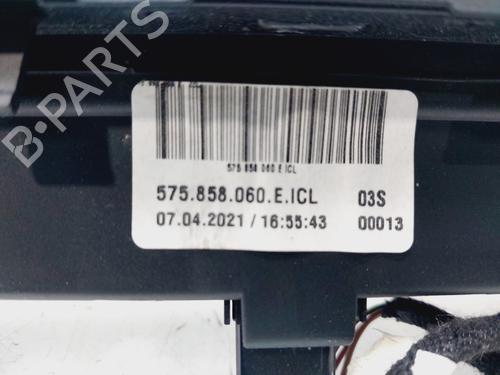 B-PARTS
575 858 060 E ICL
575.858.060.E.ICL 03S
07.04.2021 / 16:55:43 00013